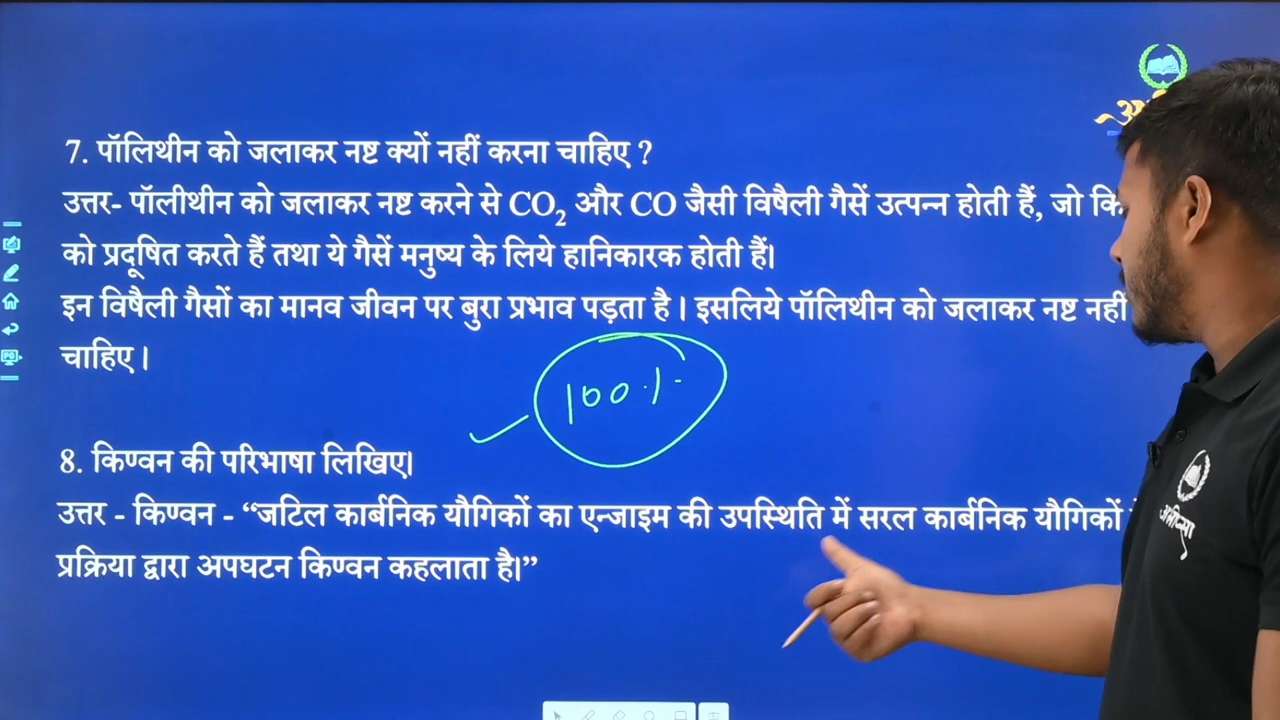 7. पॉलिथीन को जलाकर नष्ट क्यों नहीं करना चाहिए ?
उत्तर- पॉलीथीन को जलाकर नष्ट करने से CO₂ और CO जैसी विषैली गैसें उत्पन्न होती हैं, जो
को प्रदूषित करते हैं तथा ये गैसें मनुष्य के लिये हानिकारक होती हैं।
इन विषैली गैसों का मानव जीवन पर बुरा प्रभाव पड़ता है। इसलिये पॉलिथीन को जलाकर नष्ट नहीं
चाहिए।
100%
8. किण्वन की परिभाषा लिखिए।
उत्तर - किण्वन - “जटिल कार्बनिक यौगिकों का एन्जाइम की उपस्थिति में सरल कार्बनिक यौगिकों
प्रक्रिया द्वारा अपघटन किण्वन कहलाता है।”
अभीप्सा